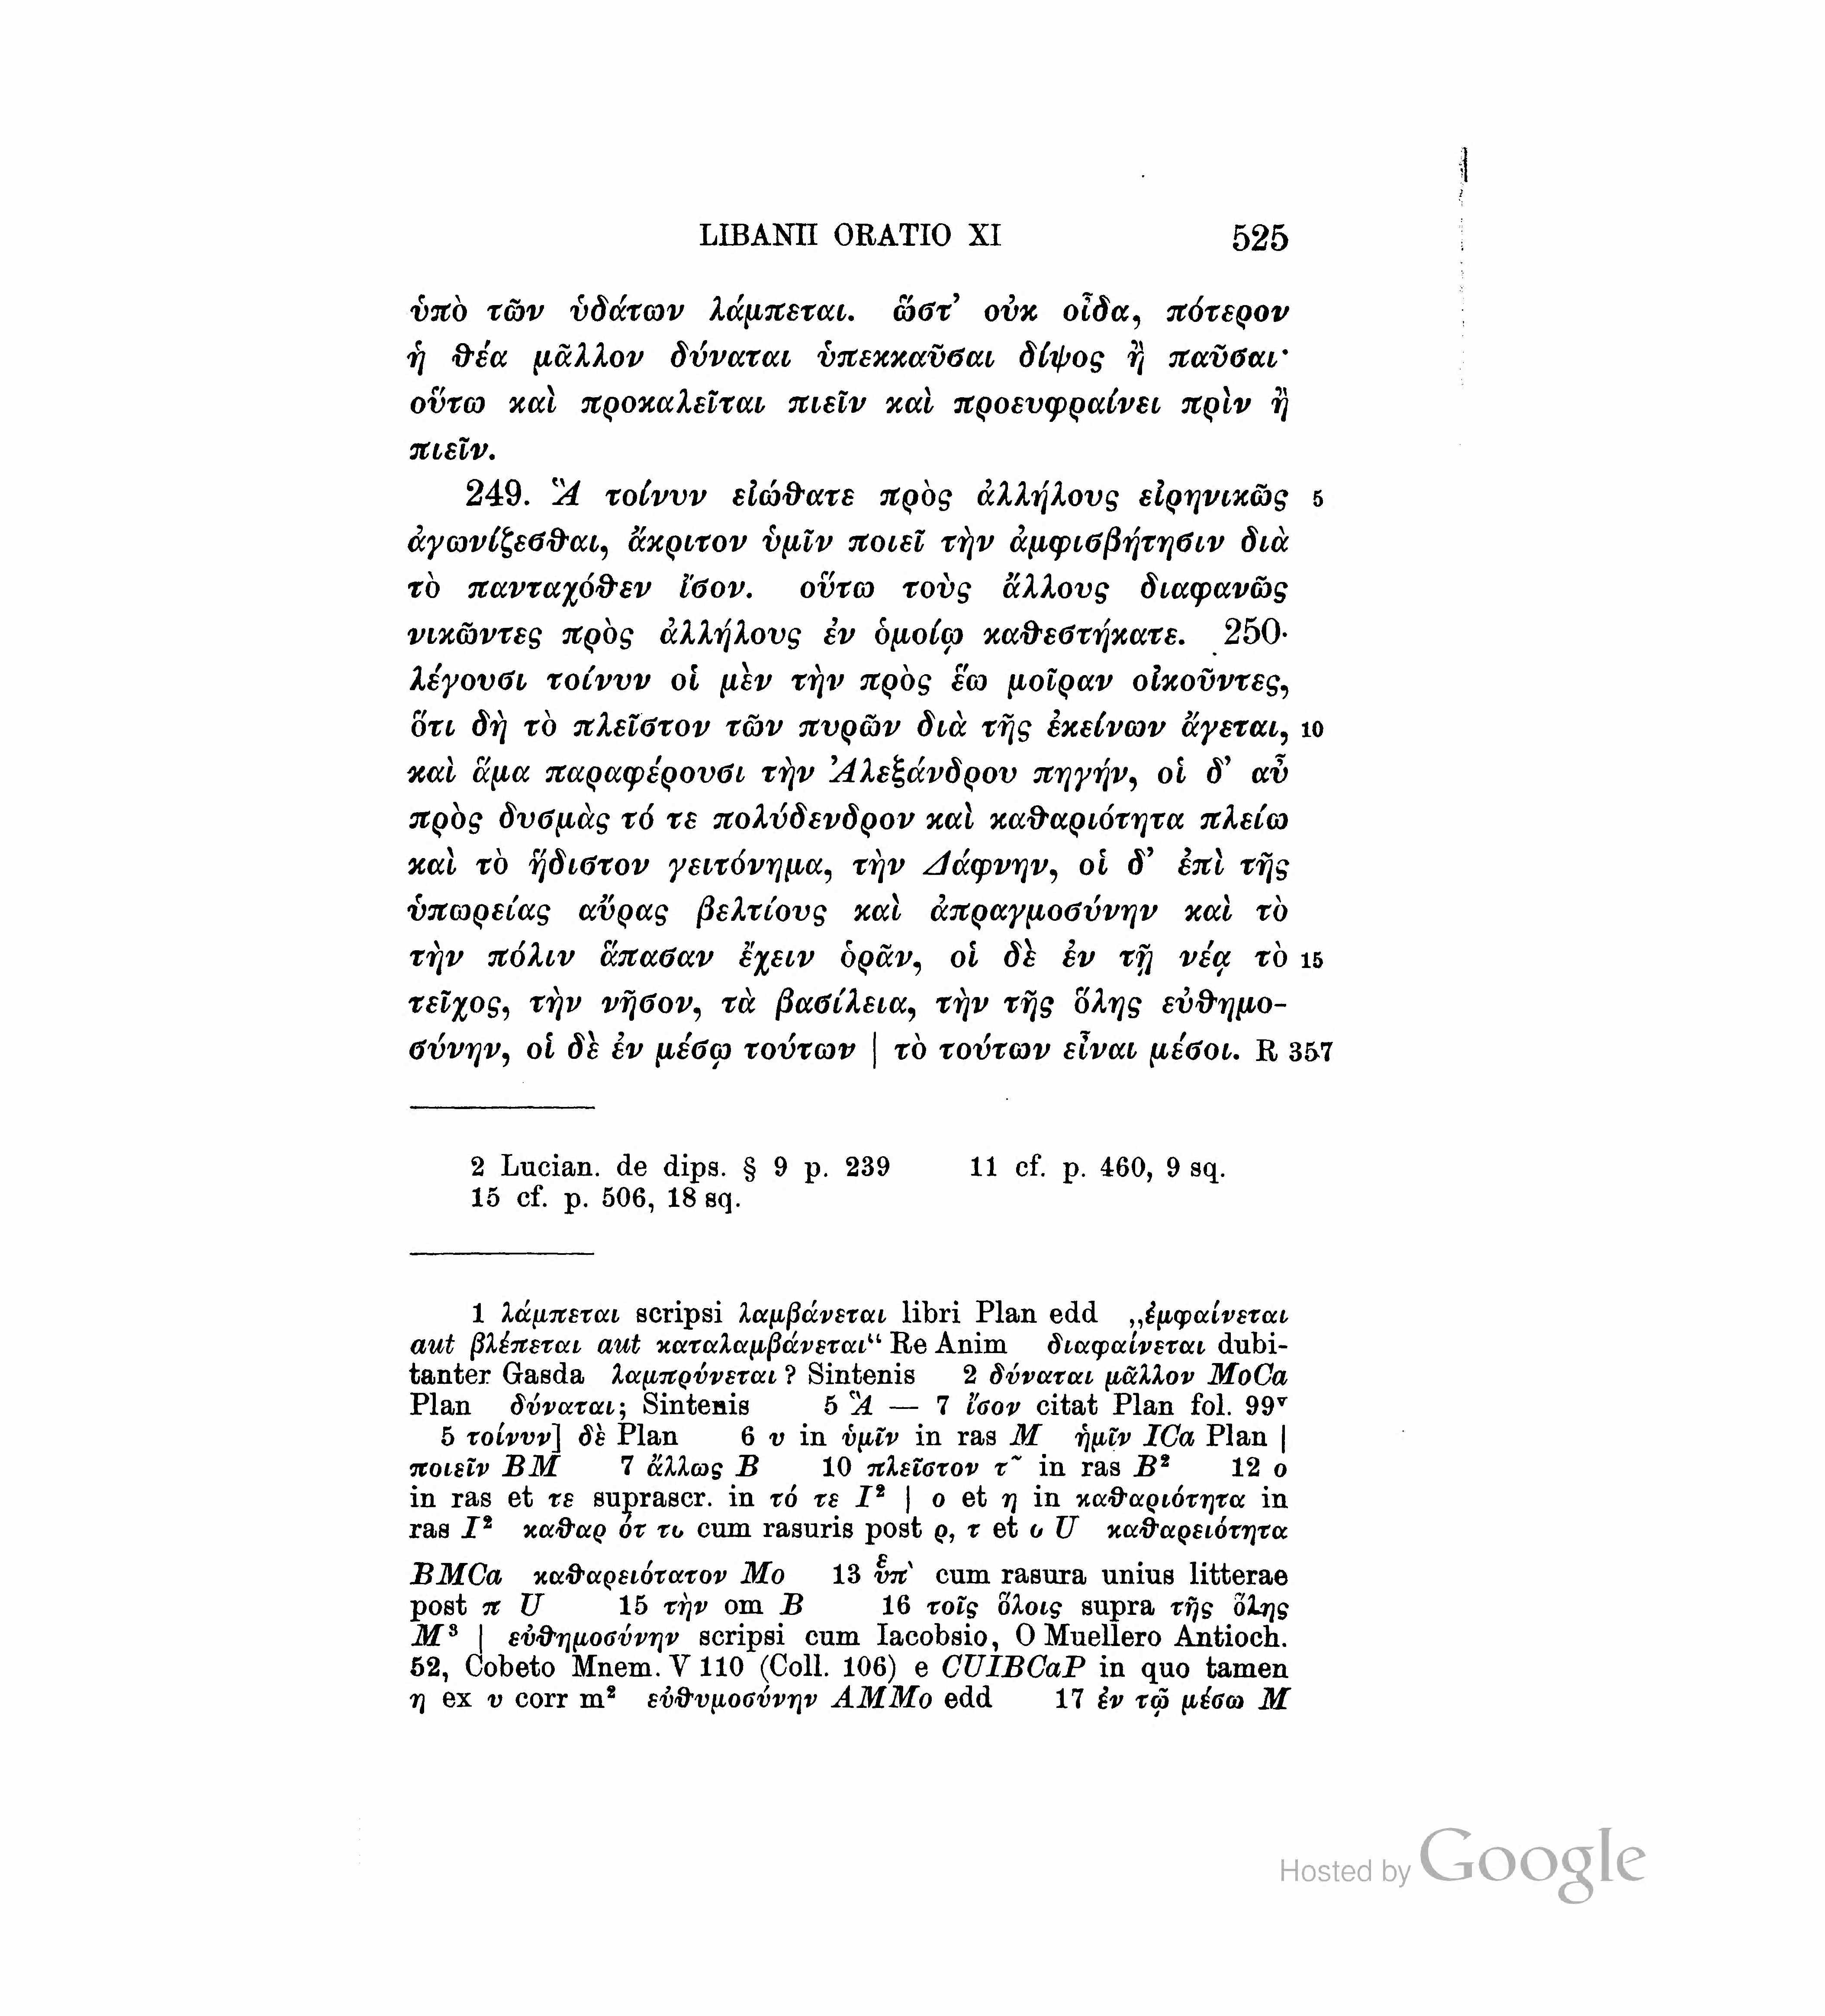 LIBANII ORATIO XI 525
ὑπὸ τῶν ὑδάτων λάμπεται. ὥστ’ οὐκ οἶδα, πότερον
ἡ θέα μᾶλλον δύναται ὑπεκκαῦσαι δίψος ἢ παῦσαι·
οὕτω καὶ προκαλεῖται πιεῖν καὶ προευφραίνει πρὶν ἢ
πιεῖν.
249. Ἃ τοίνυν εἰώθατε πρὸς ἀλλήλους εἰρηνικῶς 5
ἀγωνίζεσθαι, ἄκριτον ὑμῖν ποιεῖ τὴν ἀμφισβήτησιν διὰ
τὸ πανταχόθεν ἴσον. οὕτω τοὺς ἄλλους διαφανῶς
νικῶντες πρὸς ἀλλήλους ἐν ὁμοίῳ καθεστήκατε. 250.
λέγουσι τοίνυν οἱ μὲν τὴν πρὸς ἕω μοῖραν οἰκοῦντες,
ὅτι δὴ τὸ πλεῖστον τῶν πυρῶν διὰ τῆς ἐκείνων ἄγεται, 10
καὶ ἅμα παραφέρουσι τὴν Ἀλεξάνδρου πηγήν, οἱ δ’ αὖ
πρὸς δυσμὰς τό τε πολύδενδρον καὶ καθαριότητα πλείω
καὶ τὸ ἥδιστον γειτόνημα, τὴν Δάφνην, οἱ δ’ ἐπὶ τῆς
ὑπωρείας αὔρας βελτίους καὶ ἀπραγμοσύνην καὶ τὸ
τὴν πόλιν ἅπασαν ἔχειν ὁρᾶν, οἱ δὲ ἐν τῇ νέᾳ τὸ 15
τεῖχος, τὴν νῆσον, τὰ βασίλεια, τὴν τῆς ὅλης εὐθημο-
σύνην, οἱ δὲ ἐν μέσῳ τούτων | τὸ τούτων εἶναι μέσοι. R 357
2 Lucian. de dips. § 9 p. 239 11 cf. p. 460, 9 sq.
15 cf. p. 506, 18 sq.
1 λάμπεται scripsi λαμβάνεται libri Plan edd „ἐμφαίνεται
aut βλέπεται aut καταλαμβάνεται“ Re Anim διαφαίνεται dubi-
tanter Gasda λαμπρύνεται? Sintenis 2 δύναται μᾶλλον MoCa
Plan δύναται; Sintenis 5 Ἃ — 7 ἴσον citat Plan fol. 99ᵛ
5 τοίνυν] δὲ Plan 6 υ in ὑμῖν in ras M ἡμῖν ICa Plan |
ποιεῖν BM 7 ἄλλως B 10 πλεῖστον τ῀ in ras B² 12 ο
in ras et τε suprascr. in τό τε I² | ο et η in καθαριότητα in
ras I² καθαρ ότ τι cum rasuris post ρ, τ et ι U καθαρειότητα
BMCa καθαρειότατον Mo 13 ὑπ cum rasura unius litterae
post π U 15 τὴν om B 16 τοῖς ὅλοις supra τῆς ὅλης
M³ | εὐθημοσύνην scripsi cum Iacobsio, O Muellero Antioch.
52, Cobeto Mnem. V 110 (Coll. 106) e CUIBCaP in quo tamen
η ex υ corr m² εὐθυμοσύνην AMMo edd 17 ἐν τῷ μέσῳ M
Hosted by Google